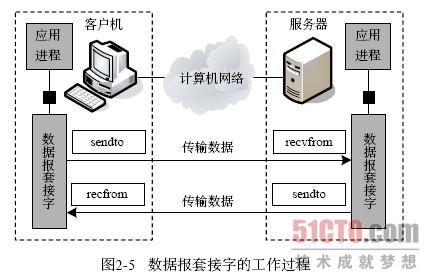 客户机
服务器
应用
进程
计算机网络
应用
进程
数据报套接字
sendto
传输数据
recvfrom
数据报套接字
recfrom
传输数据
sendto
51CTO.com
技术成就梦想
图2-5 数据报套接字的工作过程